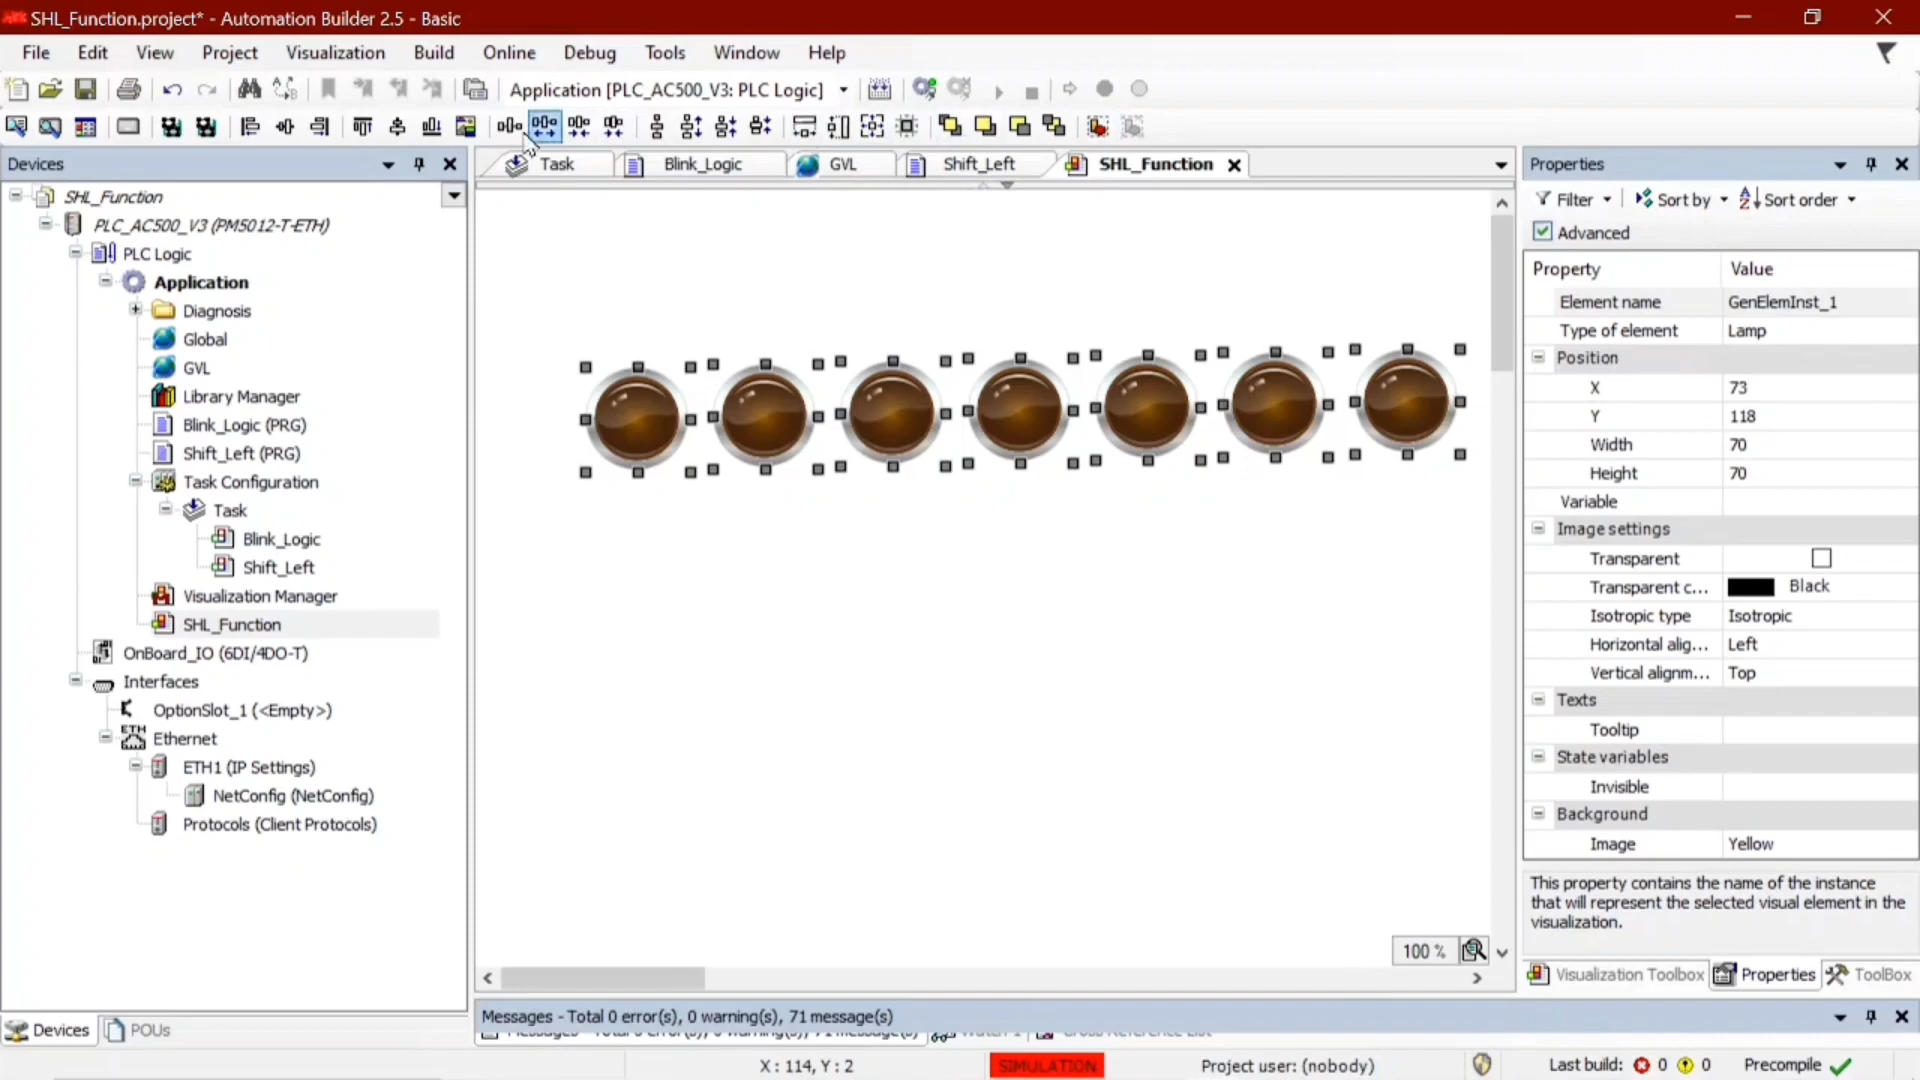 SHL_Function.project* - Automation Builder 2.5 - Basic
File Edit View Project Visualization Build Online Debug Tools Window Help
Application [PLC_AC500_V3: PLC Logic]
Devices
SHL_Function
PLC_AC500_V3 (PM5012-T-ETH)
PLC Logic
Application
Diagnosis
Global
GVL
Library Manager
Blink_Logic (PRG)
Shift_Left (PRG)
Task Configuration
Task
Blink_Logic
Shift_Left
Visualization Manager
SHL_Function
OnBoard_IO (6DI/4DO-T)
Interfaces
OptionSlot_1 (<Empty>)
ETH
Ethernet
ETH1 (IP Settings)
NetConfig (NetConfig)
Protocols (Client Protocols)
Devices POUs
Task Blink_Logic GVL Shift_Left SHL_Function
100 %
Properties
Filter Sort by Sort order
Advanced
Property Value
Element name GenElemInst_1
Type of element Lamp
Position
X 73
Y 118
Width 70
Height 70
Variable
Image settings
Transparent
Transparent c... Black
Isotropic type Isotropic
Horizontal alig... Left
Vertical alignm... Top
Texts
Tooltip
State variables
Invisible
Background
Image Yellow
This property contains the name of the instance
that will represent the selected visual element in the
visualization.
Visualization Toolbox Properties ToolBox
Messages - Total 0 error(s), 0 warning(s), 71 message(s)
X : 114, Y : 2 SIMULATION Project user: (nobody) Last build: 0 0 Precompile